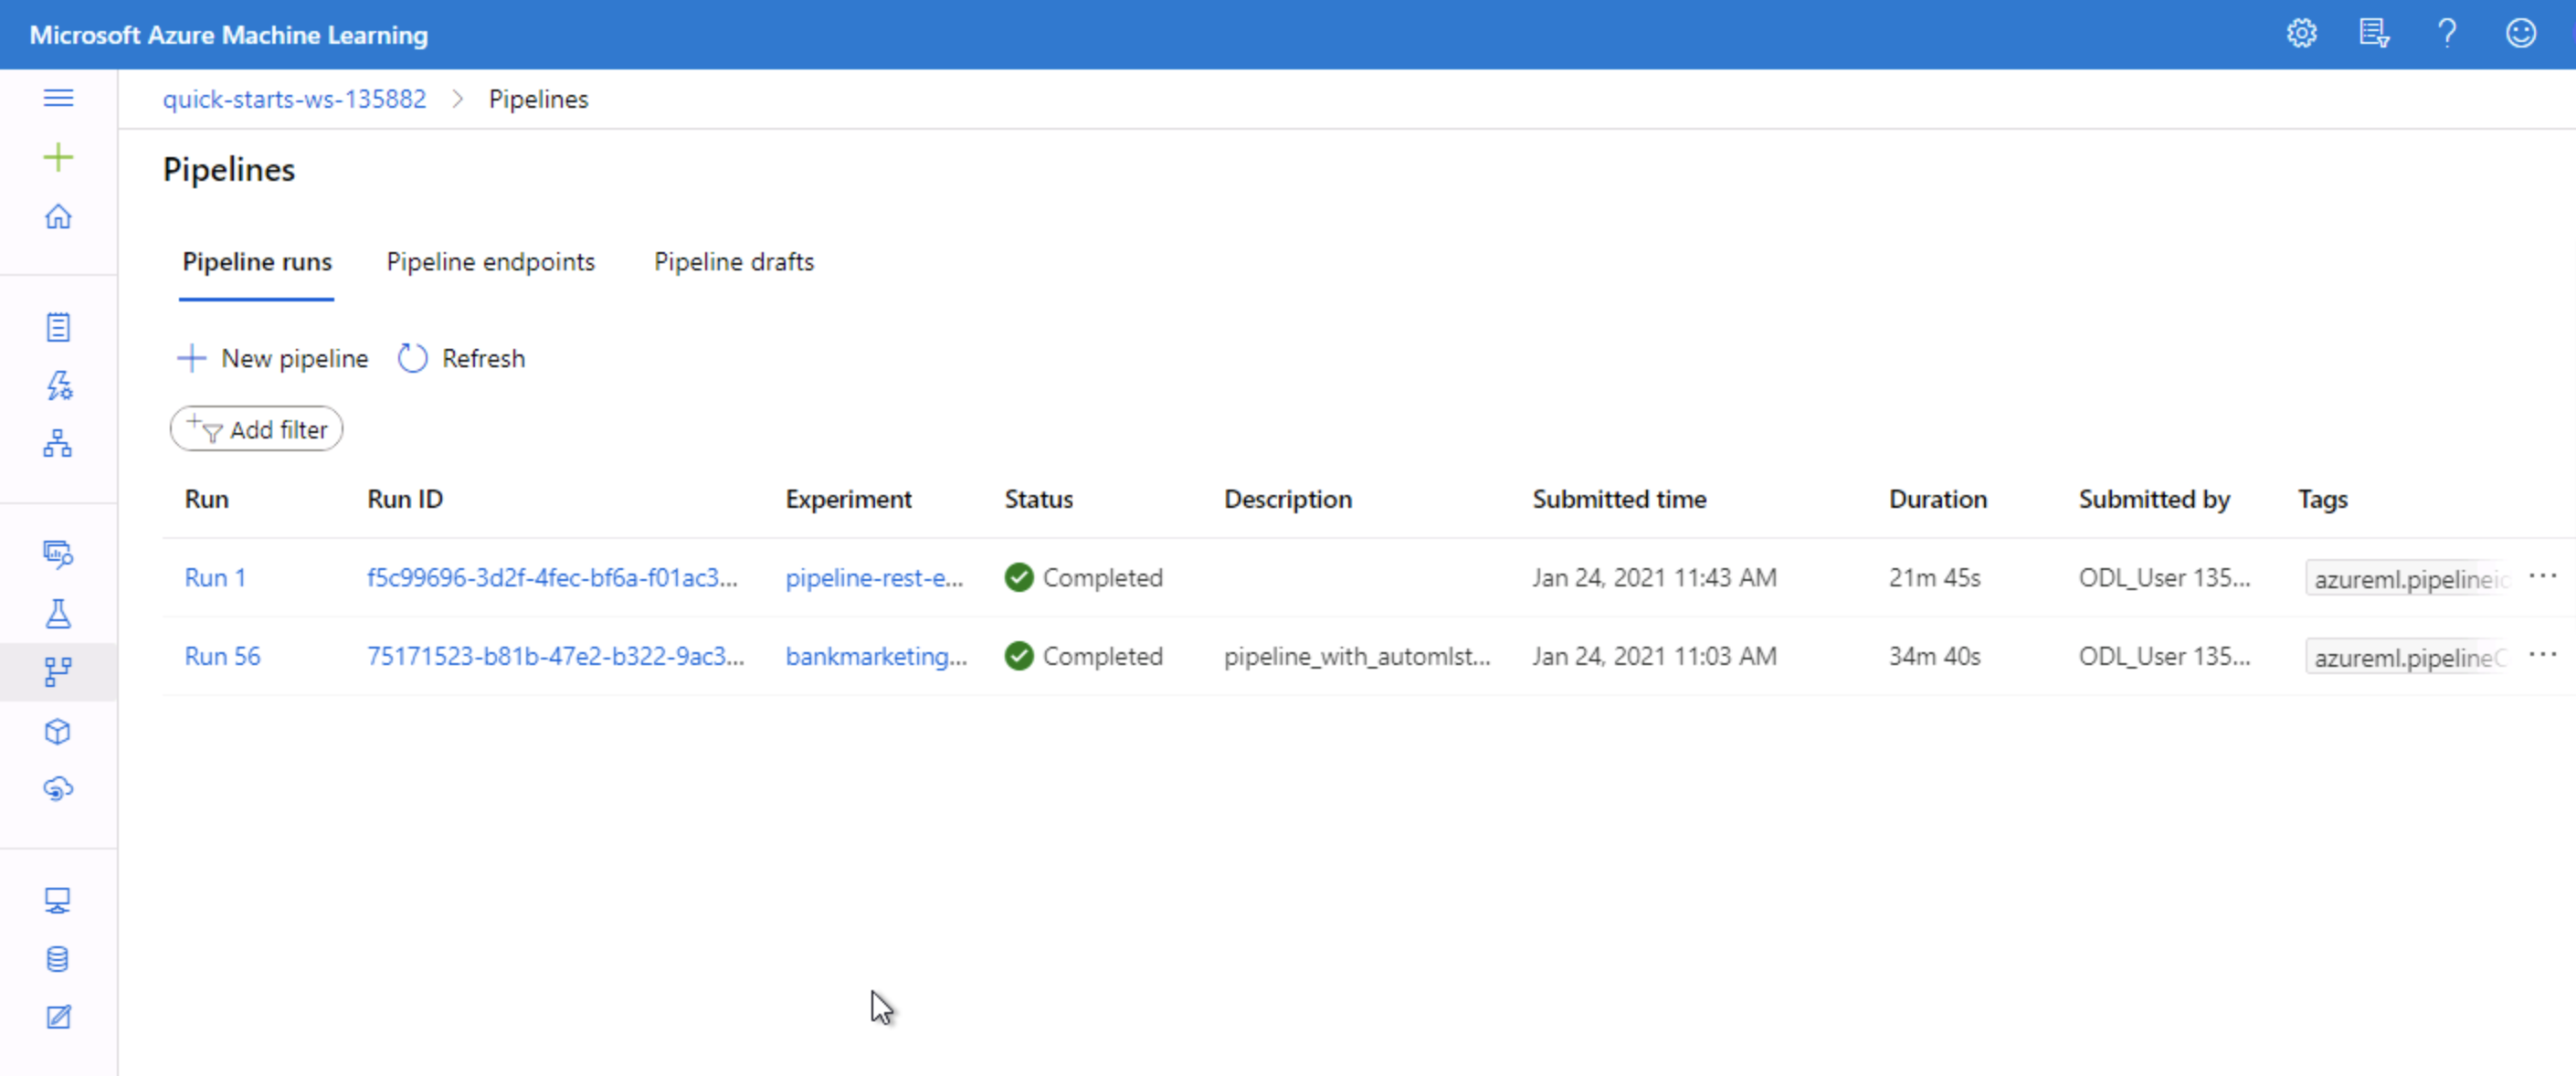 Microsoft Azure Machine Learning
quick-starts-ws-135882 > Pipelines
Pipelines
Pipeline runs Pipeline endpoints Pipeline drafts
New pipeline Refresh
Add filter
Run Run ID Experiment Status Description Submitted time Duration Submitted by Tags
Run 1 f5c99696-3d2f-4fec-bf6a-f01ac3... pipeline-rest-e... Completed Jan 24, 2021 11:43 AM 21m 45s ODL_User 135... azureml.pipelineid ...
Run 56 75171523-b81b-47e2-b322-9ac3... bankmarketing... Completed pipeline_with_automlst... Jan 24, 2021 11:03 AM 34m 40s ODL_User 135... azureml.pipelineC ...